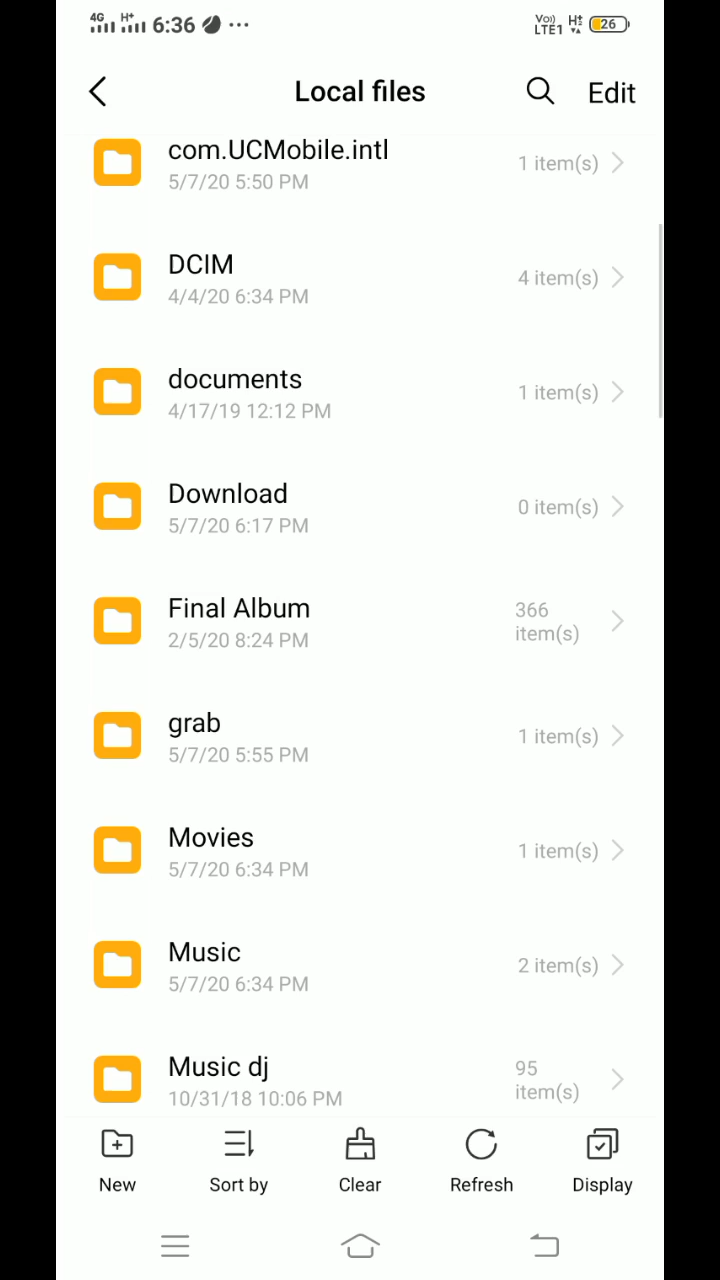 4G H+ 6:36 ...
Vo)) LTE1 H± 26
Local files
Edit
com.UCMobile.intl
5/7/20 5:50 PM
1 item(s)
DCIM
4/4/20 6:34 PM
4 item(s)
documents
4/17/19 12:12 PM
1 item(s)
Download
5/7/20 6:17 PM
0 item(s)
Final Album
2/5/20 8:24 PM
366
item(s)
grab
5/7/20 5:55 PM
1 item(s)
Movies
5/7/20 6:34 PM
1 item(s)
Music
5/7/20 6:34 PM
2 item(s)
Music dj
10/31/18 10:06 PM
95
item(s)
New
Sort by
Clear
Refresh
Display